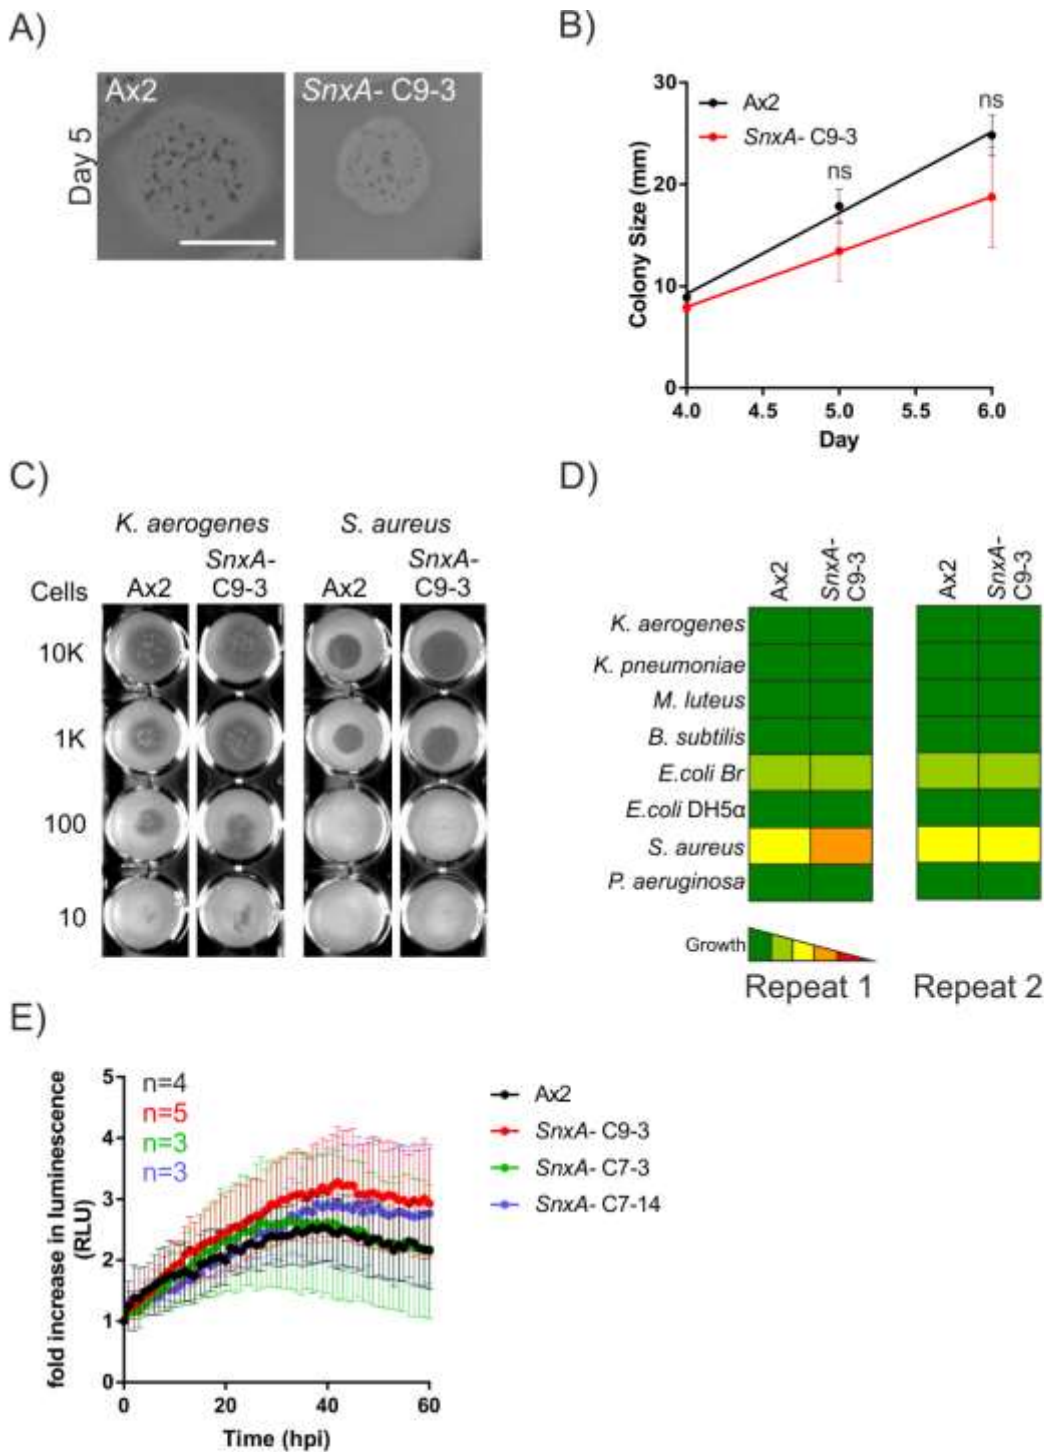 A)
Ax2
SnxA- C9-3
Day 5
B)
30
20
10
0
Colony Size (mm)
4.0 4.5 5.0 5.5 6.0
Day
Ax2
SnxA- C9-3
ns
ns
C)
K. aerogenes S. aureus
SnxA- SnxA-
Cells Ax2 C9-3 Ax2 C9-3
10K
1K
100
10
D)
Ax2
SnxA-
C9-3
Ax2
SnxA-
C9-3
K. aerogenes
K. pneumoniae
M. luteus
B. subtilis
E.coli Br
E.coli DH5α
S. aureus
P. aeruginosa
Growth
Repeat 1 Repeat 2
E)
fold increase in luminescence
(RLU)
5
4
3
2
1
0
n=4
n=5
n=3
n=3
0 20 40 60
Time (hpi)
Ax2
SnxA- C9-3
SnxA- C7-3
SnxA- C7-14